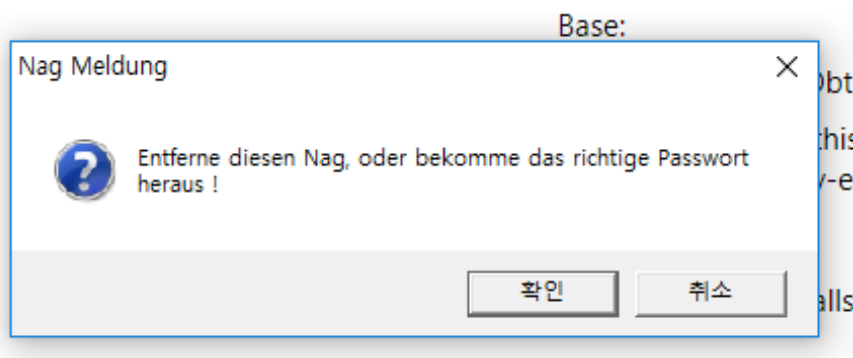 Base:
Nag Meldung
Entferne diesen Nag, oder bekomme das richtige Passwort
heraus !
확인
취소